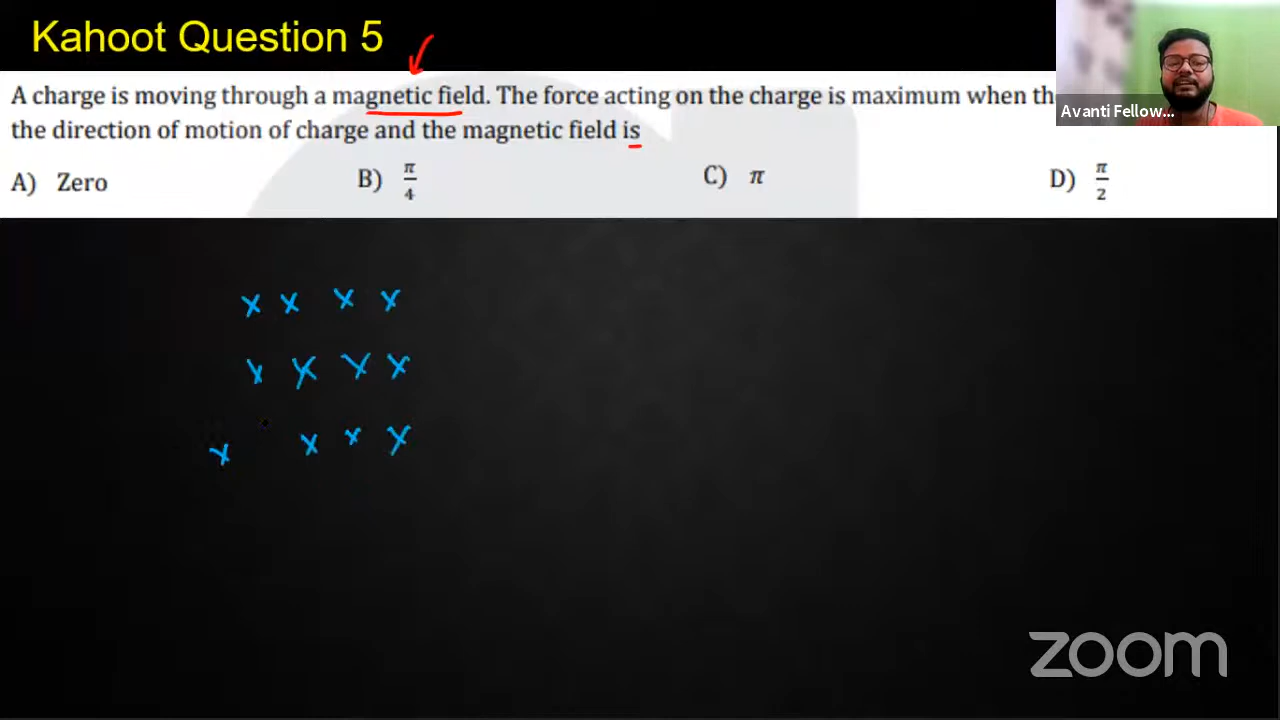 Kahoot Question 5
A charge is moving through a magnetic field. The force acting on the charge is maximum when th
the direction of motion of charge and the magnetic field is
A) Zero B) π/4 C) π D) π/2
Avanti Fellow...
x x x x
x x x x
x x x x
zoom